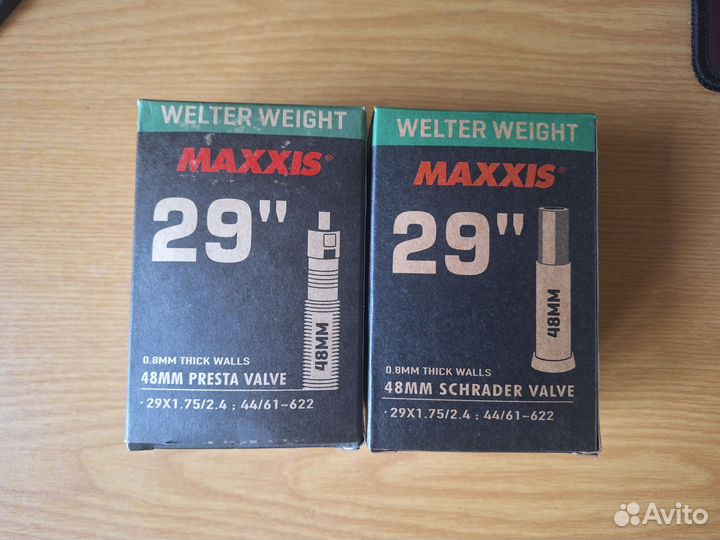 WELTER WEIGHT
MAXXIS®
29"
48MM
0.8MM THICK WALLS
48MM PRESTA VALVE
·29X1.75/2.4 ; 44/61-622
WELTER WEIGHT
MAXXIS®
29"
48MM
0.8MM THICK WALLS
48MM SCHRADER VALVE
·29X1.75/2.4 ; 44/61-622
Avito